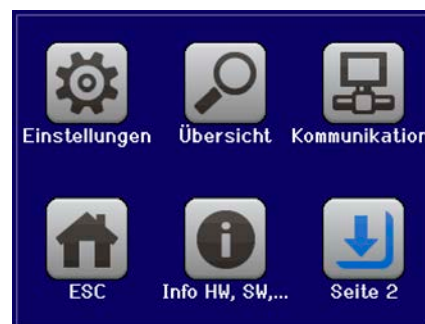 Einstellungen Übersicht Kommunikation
ESC Info HW, SW,... Seite 2